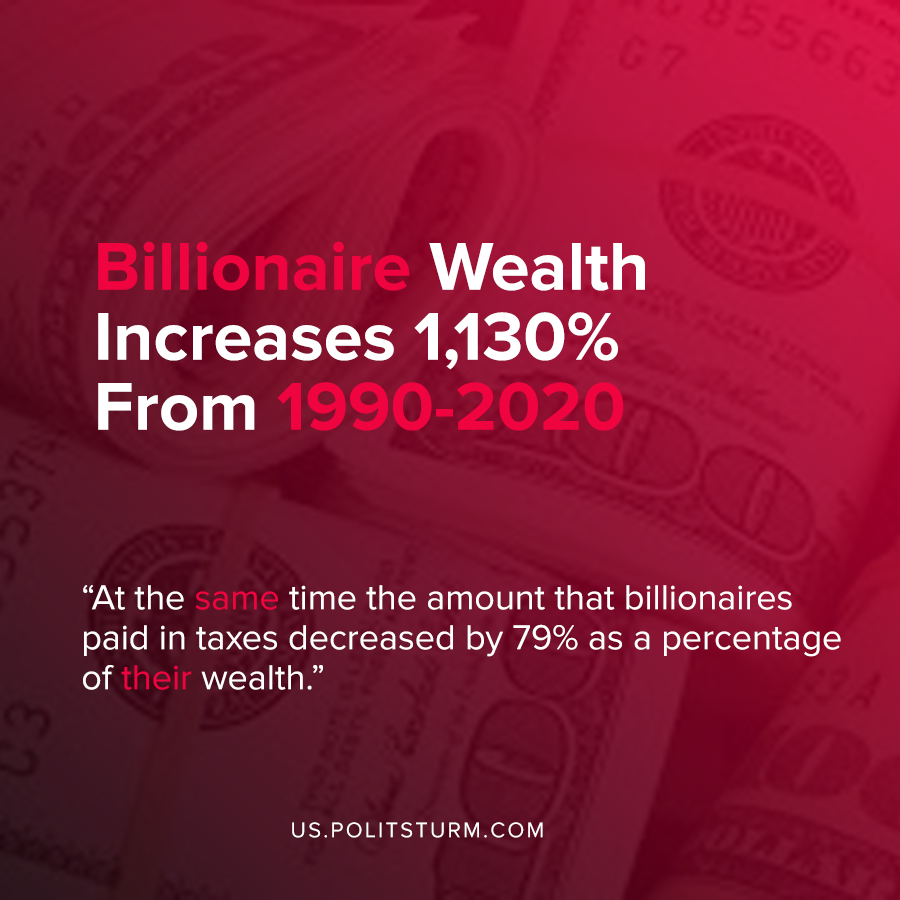 Billionaire Wealth
Increases 1,130%
From 1990-2020
“At the same time the amount that billionaires
paid in taxes decreased by 79% as a percentage
of their wealth.”
US.POLITSTURM.COM